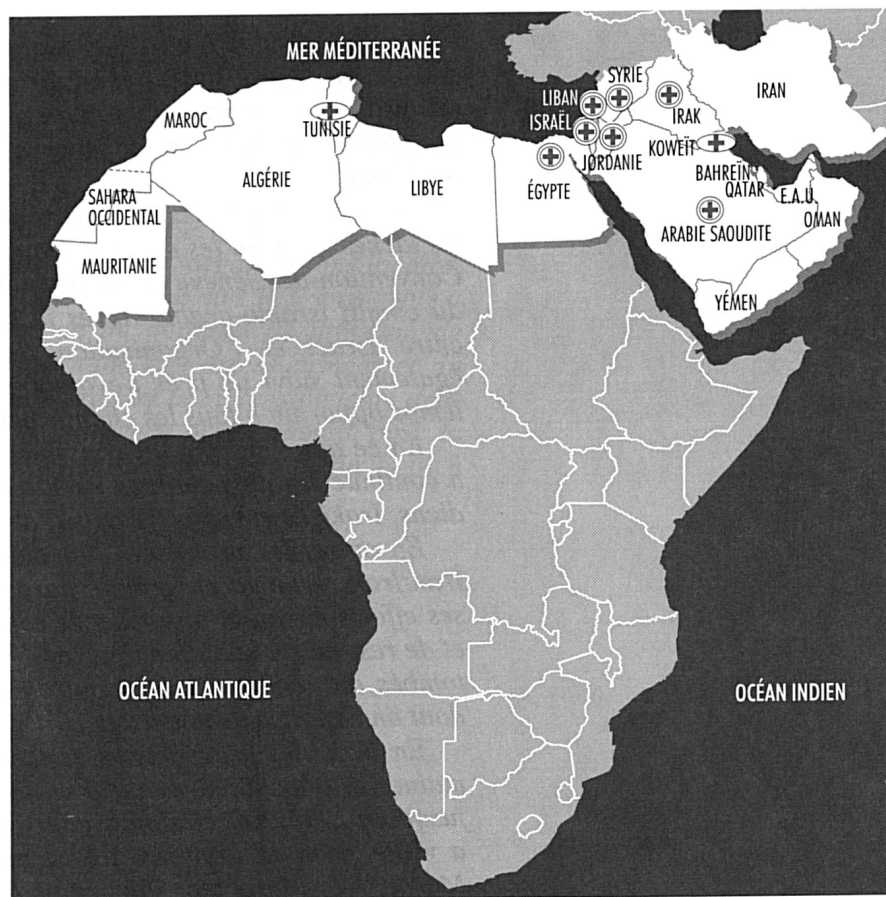 MER MÉDITERRANÉE
SYRIE
LIBAN
IRAN
ISRAËL
IRAK
MAROC
TUNISIE
KOWEÏT
JORDANIE
BAHREÏN
ALGÉRIE
LIBYE
ÉGYPTE
QATAR
E.A.U.
SAHARA
OCCIDENTAL
OMAN
ARABIE SAOUDITE
MAURITANIE
YÉMEN
OCÉAN ATLANTIQUE
OCÉAN INDIEN